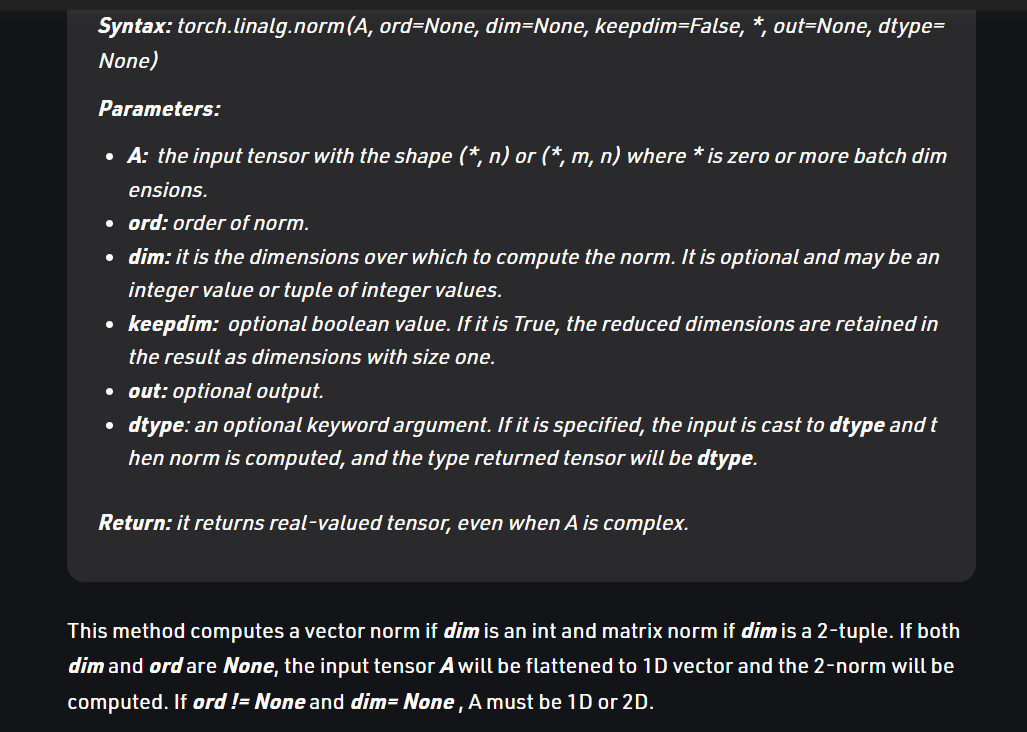 Syntax: torch.linalg.norm(A, ord=None, dim=None, keepdim=False, *, out=None, dtype=
None)
Parameters:
• A:  the input tensor with the shape (*, n) or (*, m, n) where * is zero or more batch dim
ensions.
• ord: order of norm.
• dim: it is the dimensions over which to compute the norm. It is optional and may be an
integer value or tuple of integer values.
• keepdim:  optional boolean value. If it is True, the reduced dimensions are retained in
the result as dimensions with size one.
• out: optional output.
• dtype: an optional keyword argument. If it is specified, the input is cast to dtype and t
hen norm is computed, and the type returned tensor will be dtype.
Return: it returns real-valued tensor, even when A is complex.
This method computes a vector norm if dim is an int and matrix norm if dim is a 2-tuple. If both
dim and ord are None, the input tensor A will be flattened to 1D vector and the 2-norm will be
computed. If ord != None and dim= None , A must be 1D or 2D.